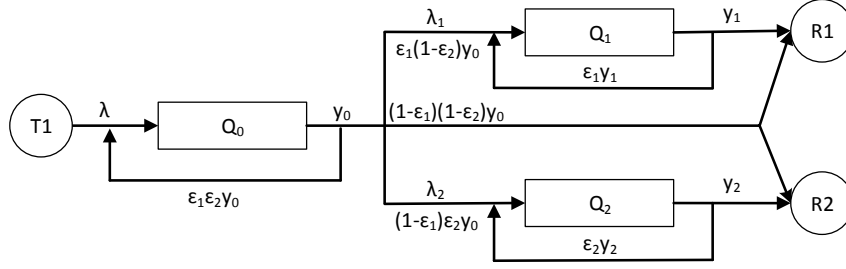 λ₁
Q₁
y₁
R1
ε₁(1-ε₂)y₀
ε₁y₁
T1
λ
Q₀
y₀
(1-ε₁)(1-ε₂)y₀
ε₁ε₂y₀
λ₂
Q₂
y₂
R2
(1-ε₁)ε₂y₀
ε₂y₂